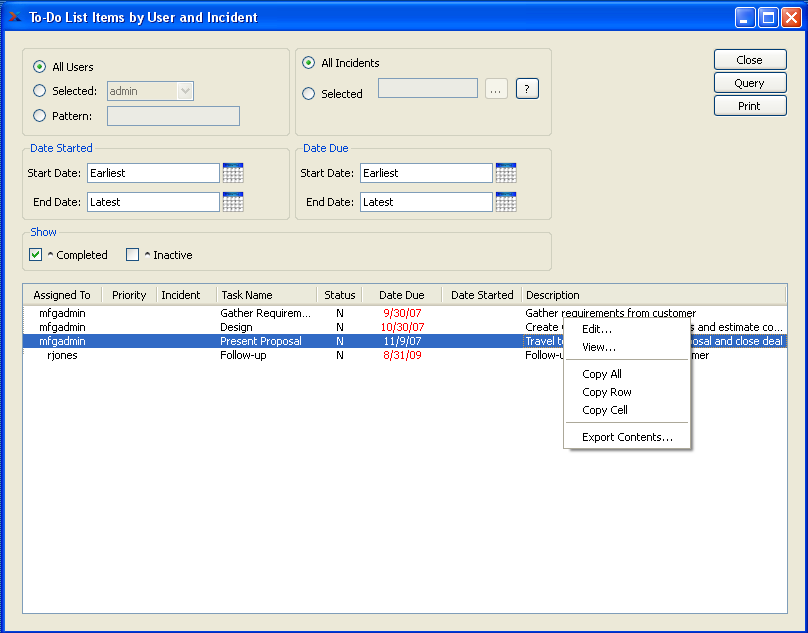 To-Do List Items by User and Incident
All Users
Selected: admin
Pattern:
All Incidents
Selected ... ?
Close
Query
Print
Date Started
Start Date: Earliest
End Date: Latest
Date Due
Start Date: Earliest
End Date: Latest
Show
^ Completed ^ Inactive
Assigned To Priority Incident Task Name Status Date Due Date Started Description
mfgadmin Gather Requirem... N 9/30/07 Gather requirements from customer
mfgadmin Design N 10/30/07 Create s and estimate co...
mfgadmin Present Proposal N 11/9/07 Travel to osal and close deal
rjones Follow-up N 8/31/09 Follow-u mer
Edit...
View...
Copy All
Copy Row
Copy Cell
Export Contents...